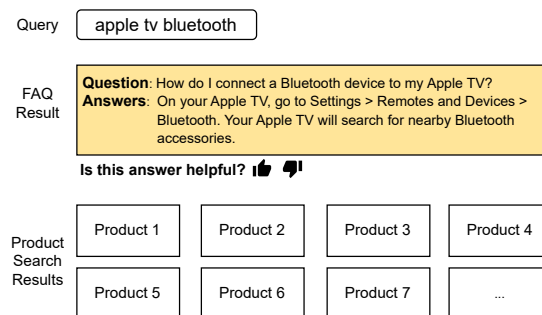 Query
apple tv bluetooth
FAQ
Result
Question: How do I connect a Bluetooth device to my Apple TV?
Answers: On your Apple TV, go to Settings > Remotes and Devices >
Bluetooth. Your Apple TV will search for nearby Bluetooth
accessories.
Is this answer helpful?
Product
Search
Results
Product 1
Product 2
Product 3
Product 4
Product 5
Product 6
Product 7
...